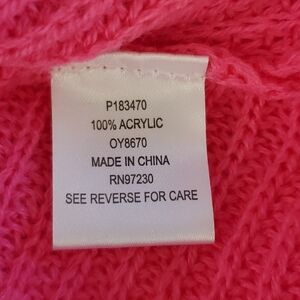 P183470
100% ACRYLIC
OY8670
MADE IN CHINA
RN97230
SEE REVERSE FOR CARE